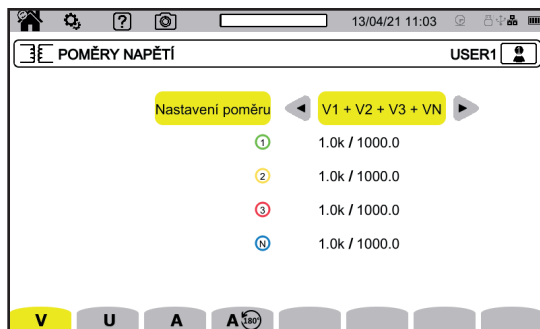 ? 13/04/21 11:03
POMĚRY NAPĚTÍ USER1
Nastavení poměru V1 + V2 + V3 + VN
1 1.0k / 1000.0
2 1.0k / 1000.0
3 1.0k / 1000.0
N 1.0k / 1000.0
V U A A 180°